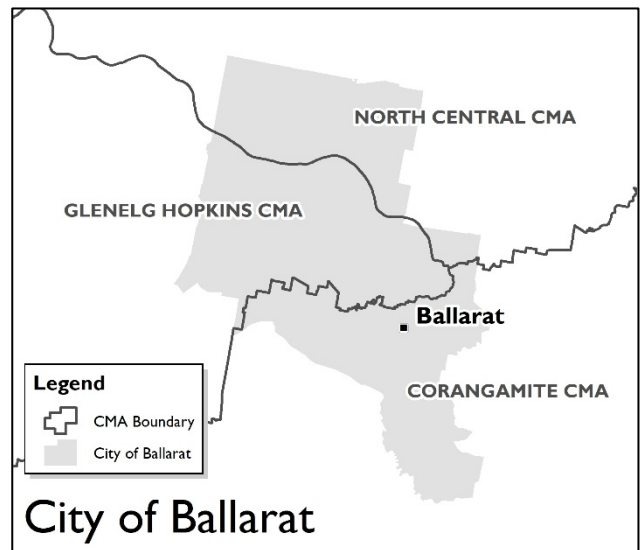 NORTH CENTRAL CMA
GLENELG HOPKINS CMA
Ballarat
CORANGAMITE CMA
Legend
CMA Boundary
City of Ballarat
City of Ballarat